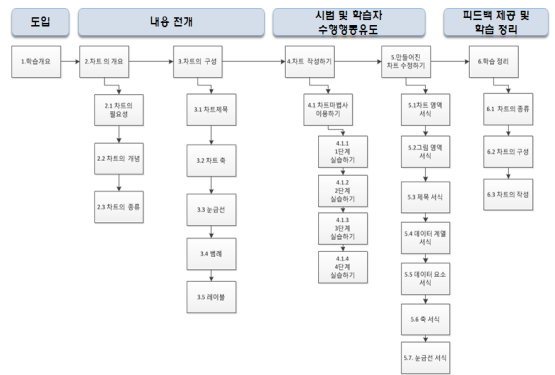 도입
내용 전개
시범 및 학습자
수행행동유도
피드백 제공 및
학습 정리
1.학습개요
2.차트 의 개요
3.차트의 구성
4.차트 작성하기
5.만들어진
차트 수정하기
6.학습 정리
2.1 차트의
필요성
2.2 차트의 개념
2.3 차트의 종류
3.1 차트제목
3.2 차트 축
3.3 눈금선
3.4 범례
3.5 레이블
4.1 차트마법사
이용하기
4.1.1
1단계
실습하기
4.1.2
2단계
실습하기
4.1.3
3단계
실습하기
4.1.4
4단계
실습하기
5.1차트 영역
서식
5.2그림 영역
서식
5.3 제목 서식
5.4 데이터 계열
서식
5.5 데이터 요소
서식
5.6 축 서식
5.7. 눈금선 서식
6.1 차트의 종류
6.2 차트의 구성
6.3 차트의 작성